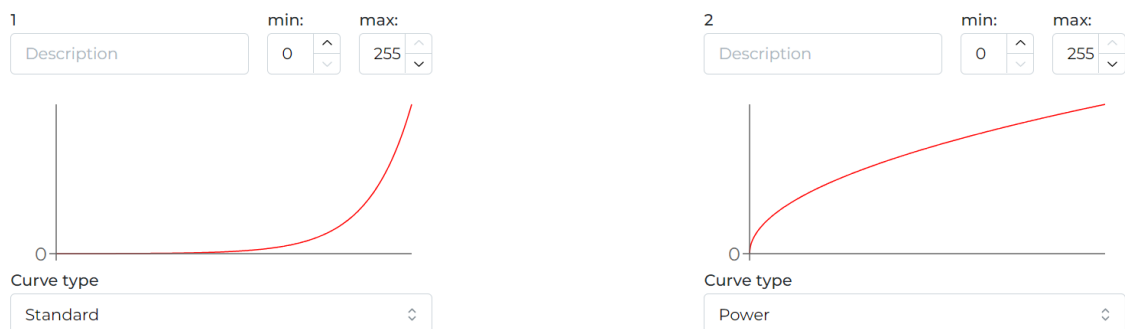 1 min: max:
Description 0 255
0
Curve type
Standard
2 min: max:
Description 0 255
0
Curve type
Power